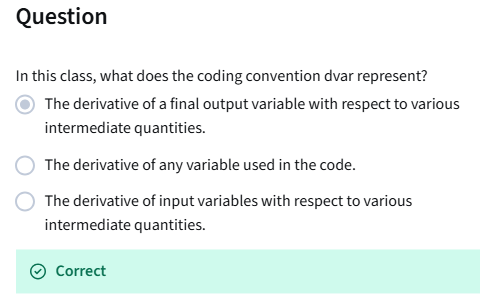 Question
In this class, what does the coding convention dvar represent?
The derivative of a final output variable with respect to various
intermediate quantities.
The derivative of any variable used in the code.
The derivative of input variables with respect to various
intermediate quantities.
Correct